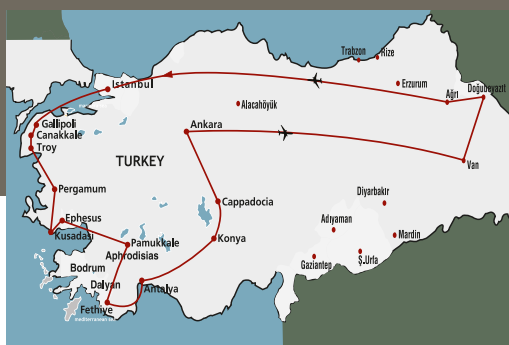 Trabzon
Rize
Istanbul
Erzurum
Ağrı
Doğubeyazıt
Alacahöyük
Gallipoli
Canakkale
Troy
Ankara
TURKEY
Van
Pergamum
Cappadocia
Diyarbakır
Ephesus
Kusadası
Adıyaman
Mardin
Pamukkale
Aphrodisias
Konya
Gaziantep
Ş.Urfa
Bodrum
Dalyan
Antalya
Fethiye